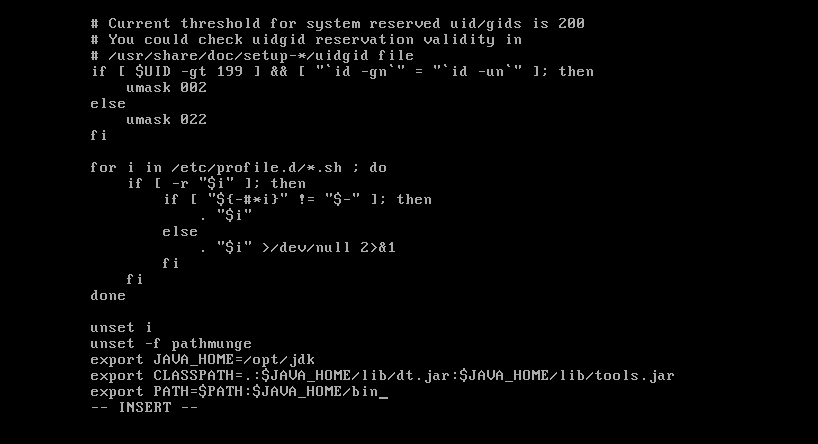 # Current threshold for system reserved uid/gids is 200
# You could check uidgid reservation validity in
# /usr/share/doc/setup-*/uidgid file
if [ $UID -gt 199 ] && [ "`id -gn`" = "`id -un`" ]; then
    umask 002
else
    umask 022
fi

for i in /etc/profile.d/*.sh ; do
    if [ -r "$i" ]; then
        if [ "${-#*i}" != "$-" ]; then
            . "$i"
        else
            . "$i" >/dev/null 2>&1
        fi
    fi
done

unset i
unset -f pathmunge
export JAVA_HOME=/opt/jdk
export CLASSPATH=.:$JAVA_HOME/lib/dt.jar:$JAVA_HOME/lib/tools.jar
export PATH=$PATH:$JAVA_HOME/bin_
-- INSERT --